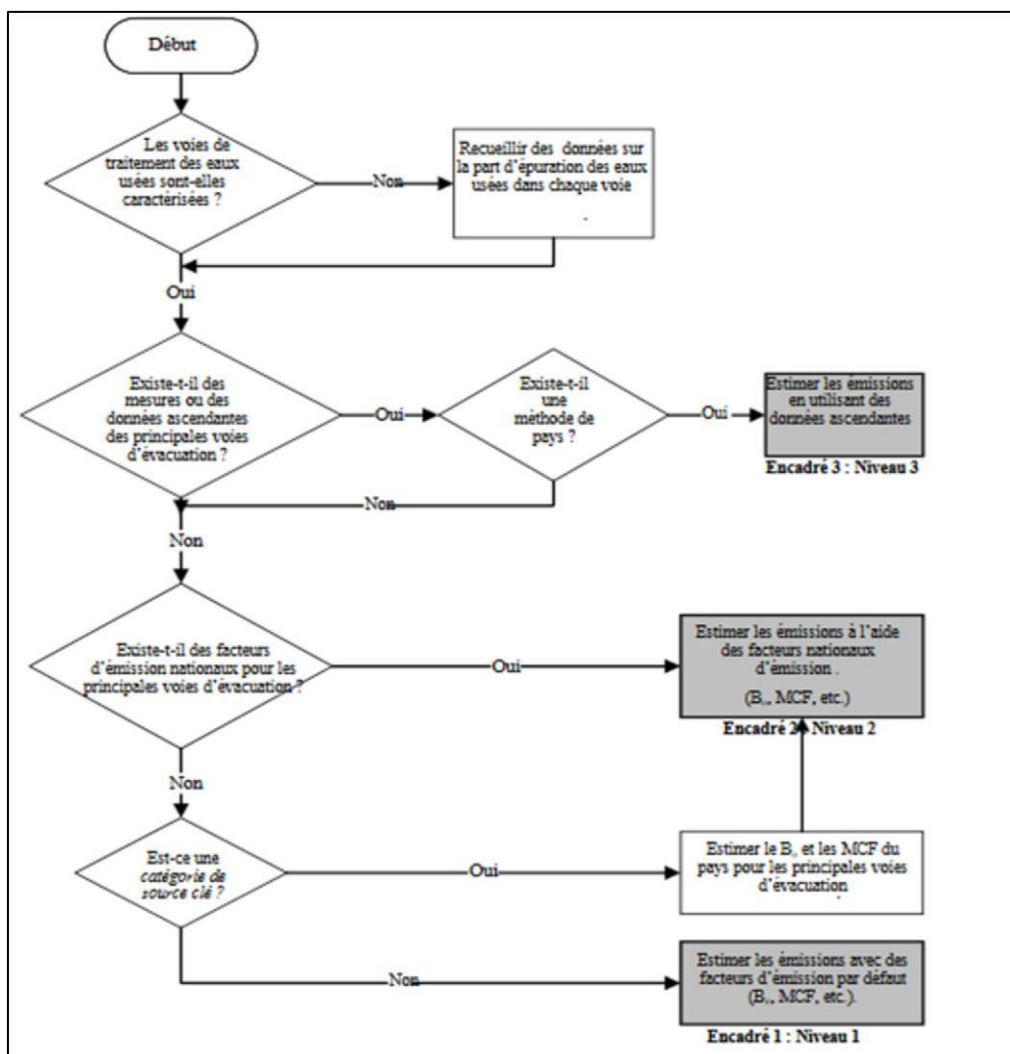 Début
Les voies de
traitement des eaux
usées sont-elles
caractérisées ?
Non
Recueillir des données sur
la part d'épuration des eaux
usées dans chaque voie
.
Oui
Existe-t-il des
mesures ou des
données ascendantes
des principales voies
d'évacuation ?
Oui
Existe-t-il
une
méthode de
pays ?
Oui
Estimer les émissions
en utilisant des
données ascendantes
Encadré 3 : Niveau 3
Non
Non
Existe-t-il des facteurs
d'émission nationaux pour les
principales voies d'évacuation ?
Oui
Estimer les émissions à l'aide
des facteurs nationaux
d'émission .
(B₀, MCF, etc.)
Encadré 2 : Niveau 2
Non
Est-ce une
catégorie de
source clé ?
Oui
Estimer le B₀ et les MCF du
pays pour les principales voies
d'évacuation
Non
Estimer les émissions avec des
facteurs d'émission par défaut
(B₀, MCF, etc.).
Encadré 1 : Niveau 1